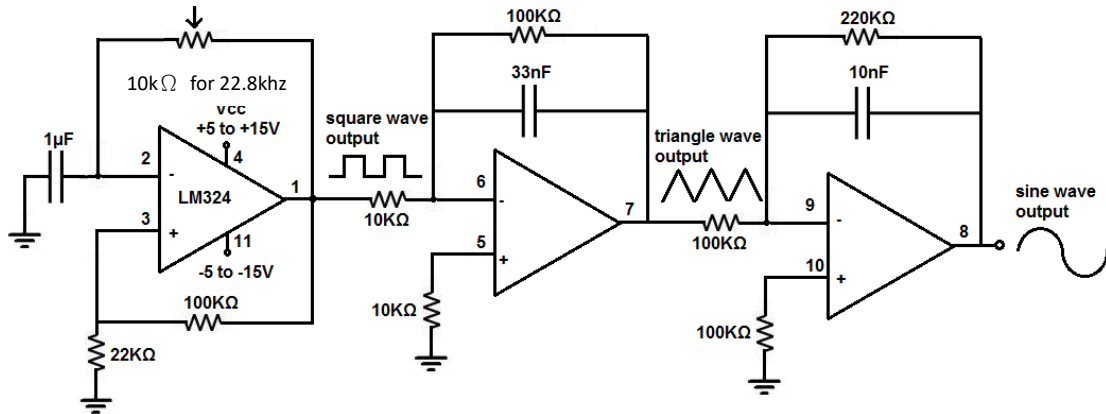 100KΩ
220KΩ
10kΩ for 22.8khz
33nF
10nF
Vcc
+5 to +15V
1µF
square wave
output
triangle wave
output
2
-
4
LM324
1
3
+
11
-5 to -15V
100KΩ
22KΩ
10KΩ
6
-
7
5
+
10KΩ
100KΩ
9
-
8
10
+
100KΩ
sine wave
output